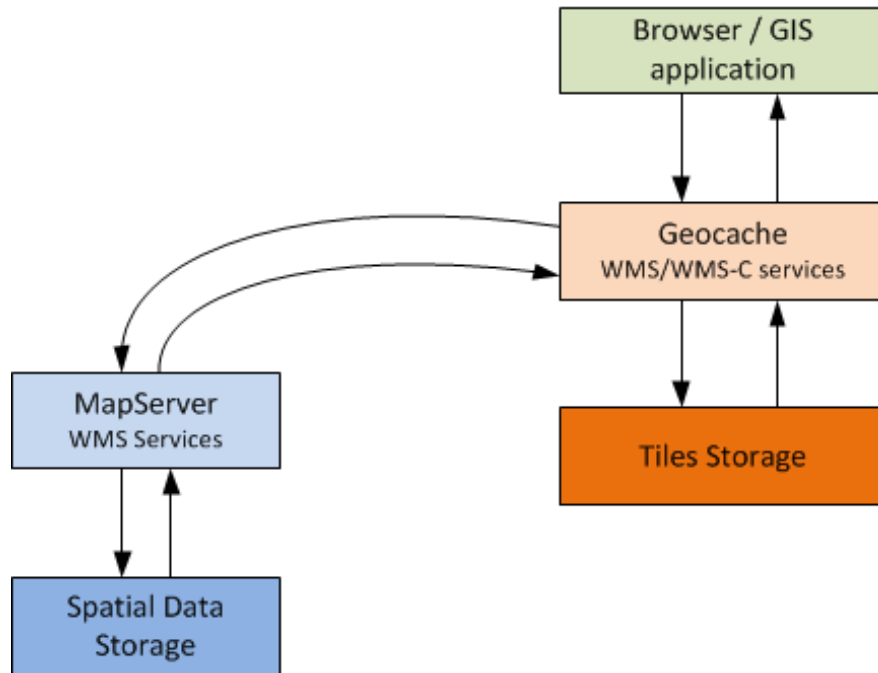 Browser / GIS
application
Geocache
WMS/WMS-C services
MapServer
WMS Services
Tiles Storage
Spatial Data
Storage